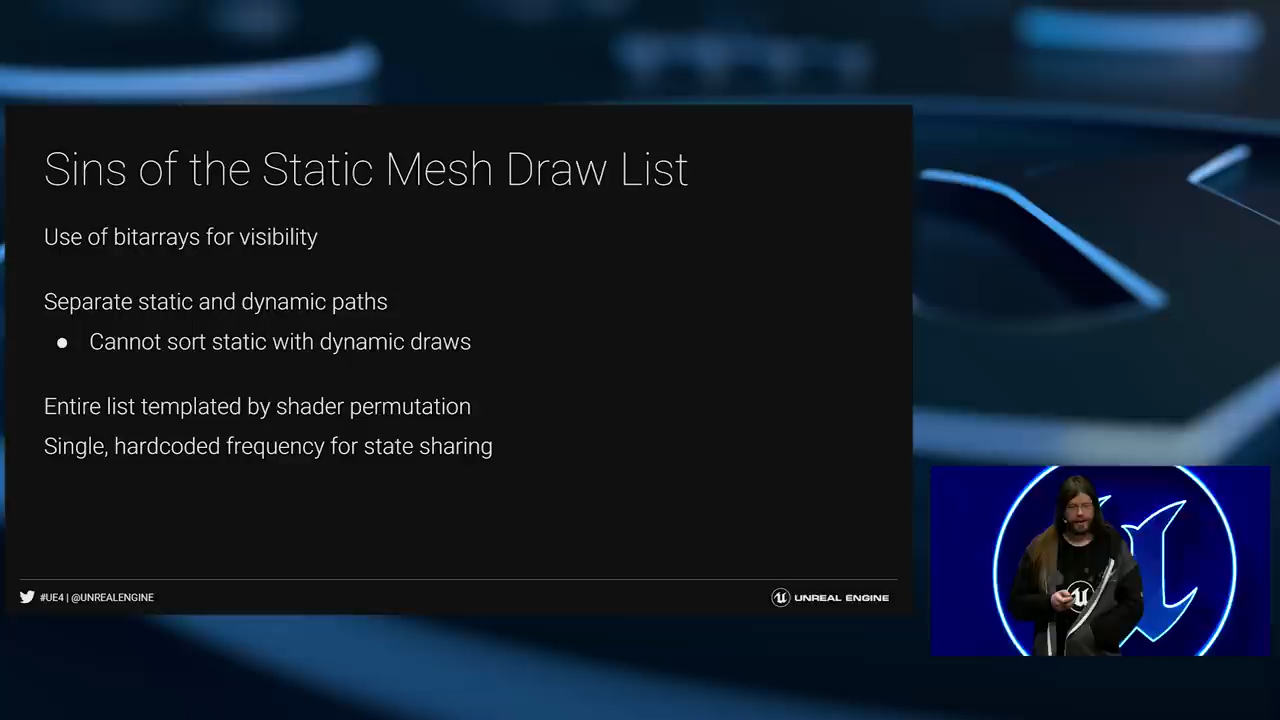 Sins of the Static Mesh Draw List
Use of bitarrays for visibility
Separate static and dynamic paths
● Cannot sort static with dynamic draws
Entire list templated by shader permutation
Single, hardcoded frequency for state sharing
#UE4 | @UNREALENGINE
UNREAL ENGINE